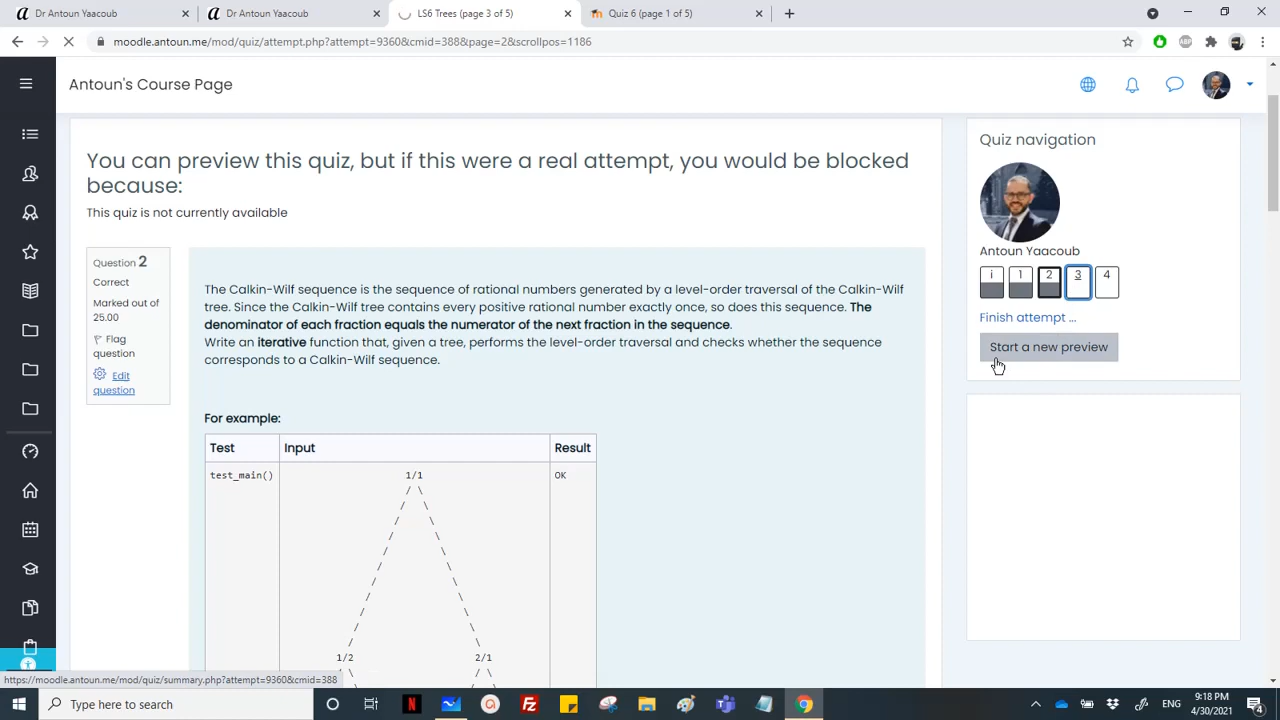 Dr Antoun Yaacoub
Dr Antoun Yaacoub
LS6 Trees (page 3 of 5)
Quiz 6 (page 1 of 5)
moodle.antoun.me/mod/quiz/attempt.php?attempt=9360&cmid=388&page=2&scrollpos=1186
ABP
Antoun's Course Page
You can preview this quiz, but if this were a real attempt, you would be blocked
because:
This quiz is not currently available
Question 2
Correct
Marked out of
25.00
Flag
question
Edit
question
The Calkin-Wilf sequence is the sequence of rational numbers generated by a level-order traversal of the Calkin-Wilf
tree. Since the Calkin-Wilf tree contains every positive rational number exactly once, so does this sequence. The
denominator of each fraction equals the numerator of the next fraction in the sequence.
Write an iterative function that, given a tree, performs the level-order traversal and checks whether the sequence
corresponds to a Calkin-Wilf sequence.
For example:
Test Input Result
test_main() 1/1 OK
/ \
/ \
/ \
/ \
/ \
/ \
/ \
/ \
/ \
/ \
/ \
1/2 2/1
\ / \
Quiz navigation
Antoun Yaacoub
i 1 2 3 4
Finish attempt ...
Start a new preview
https://moodle.antoun.me/mod/quiz/summary.php?attempt=9360&cmid=388
Type here to search
ENG
9:18 PM
4/30/2021
4